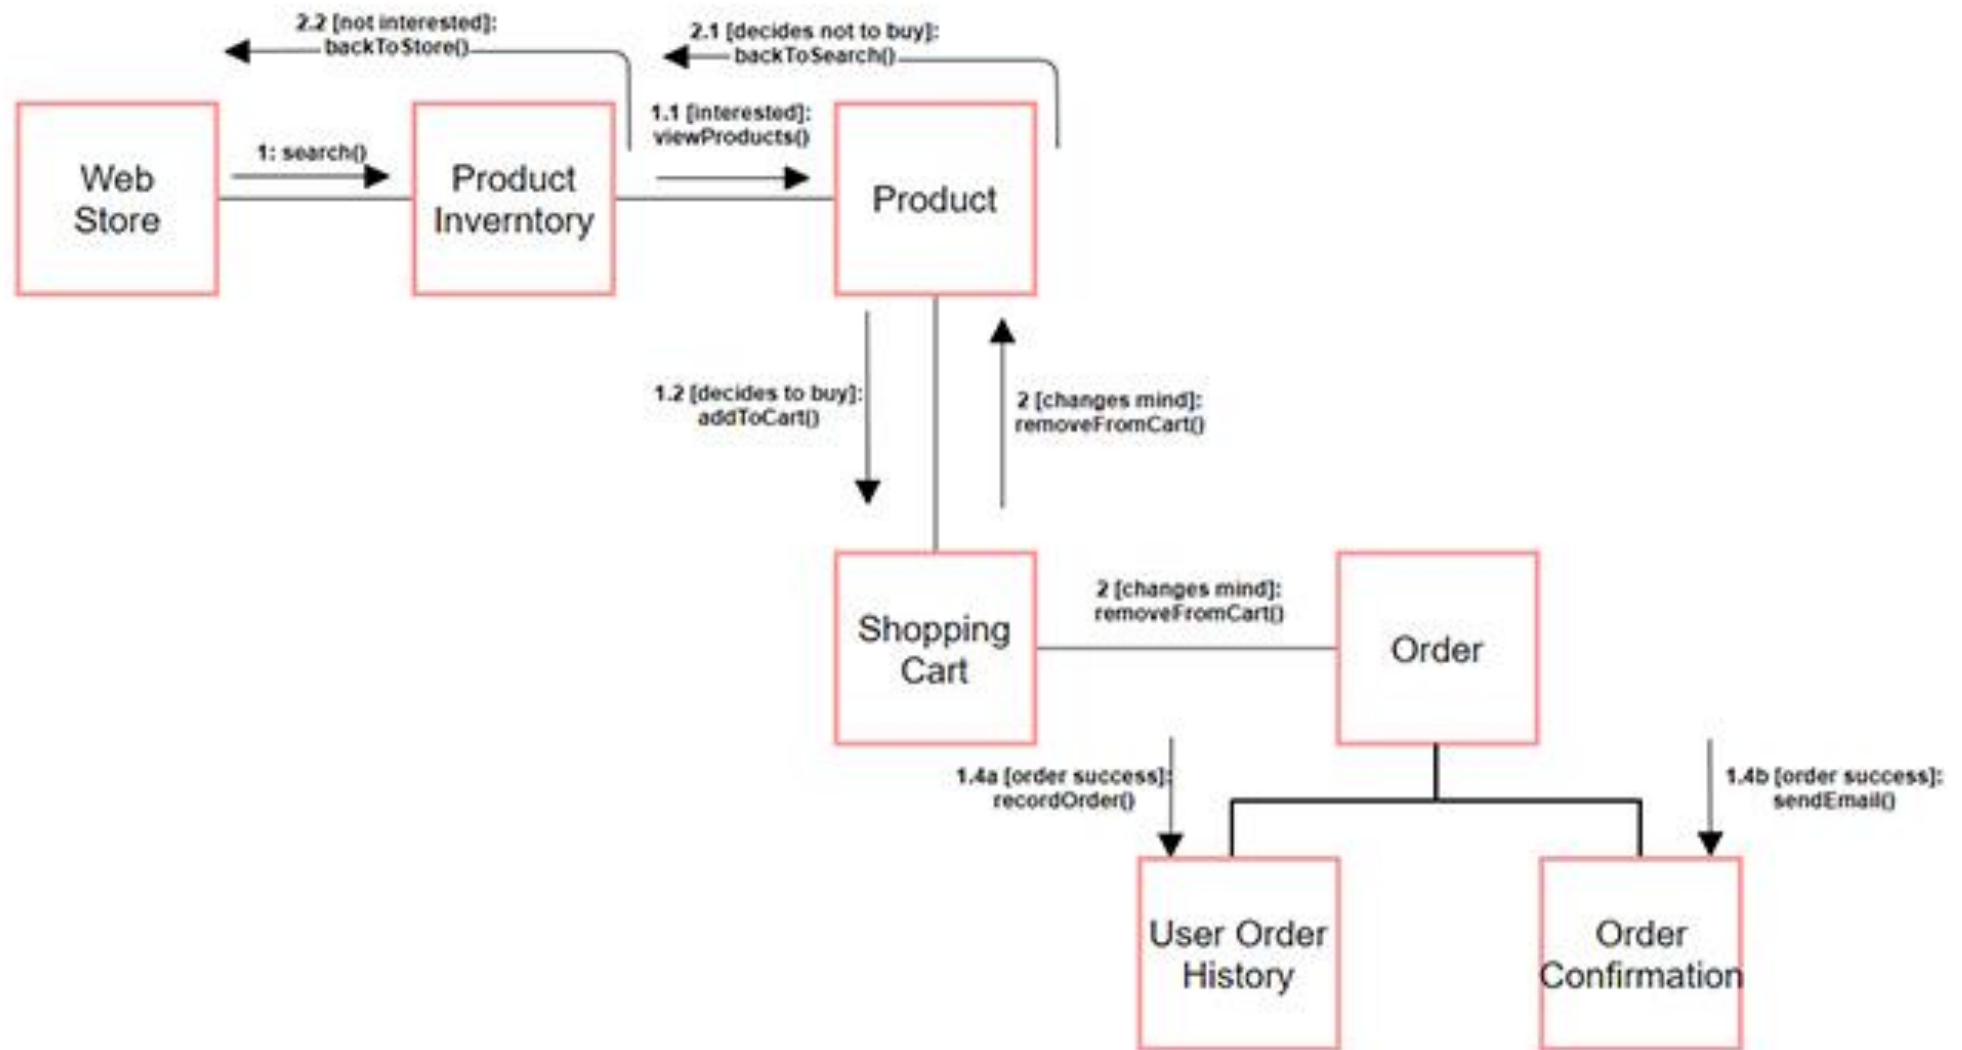 2.2 [not interested]:
backToStore()
2.1 [decides not to buy]:
backToSearch()
1: search()
1.1 [interested]:
viewProducts()
Web
Store
Product
Inverntory
Product
1.2 [decides to buy]:
addToCart()
2 [changes mind]:
removeFromCart()
Shopping
Cart
2 [changes mind]:
removeFromCart()
Order
1.4a [order success]:
recordOrder()
1.4b [order success]:
sendEmail()
User Order
History
Order
Confirmation